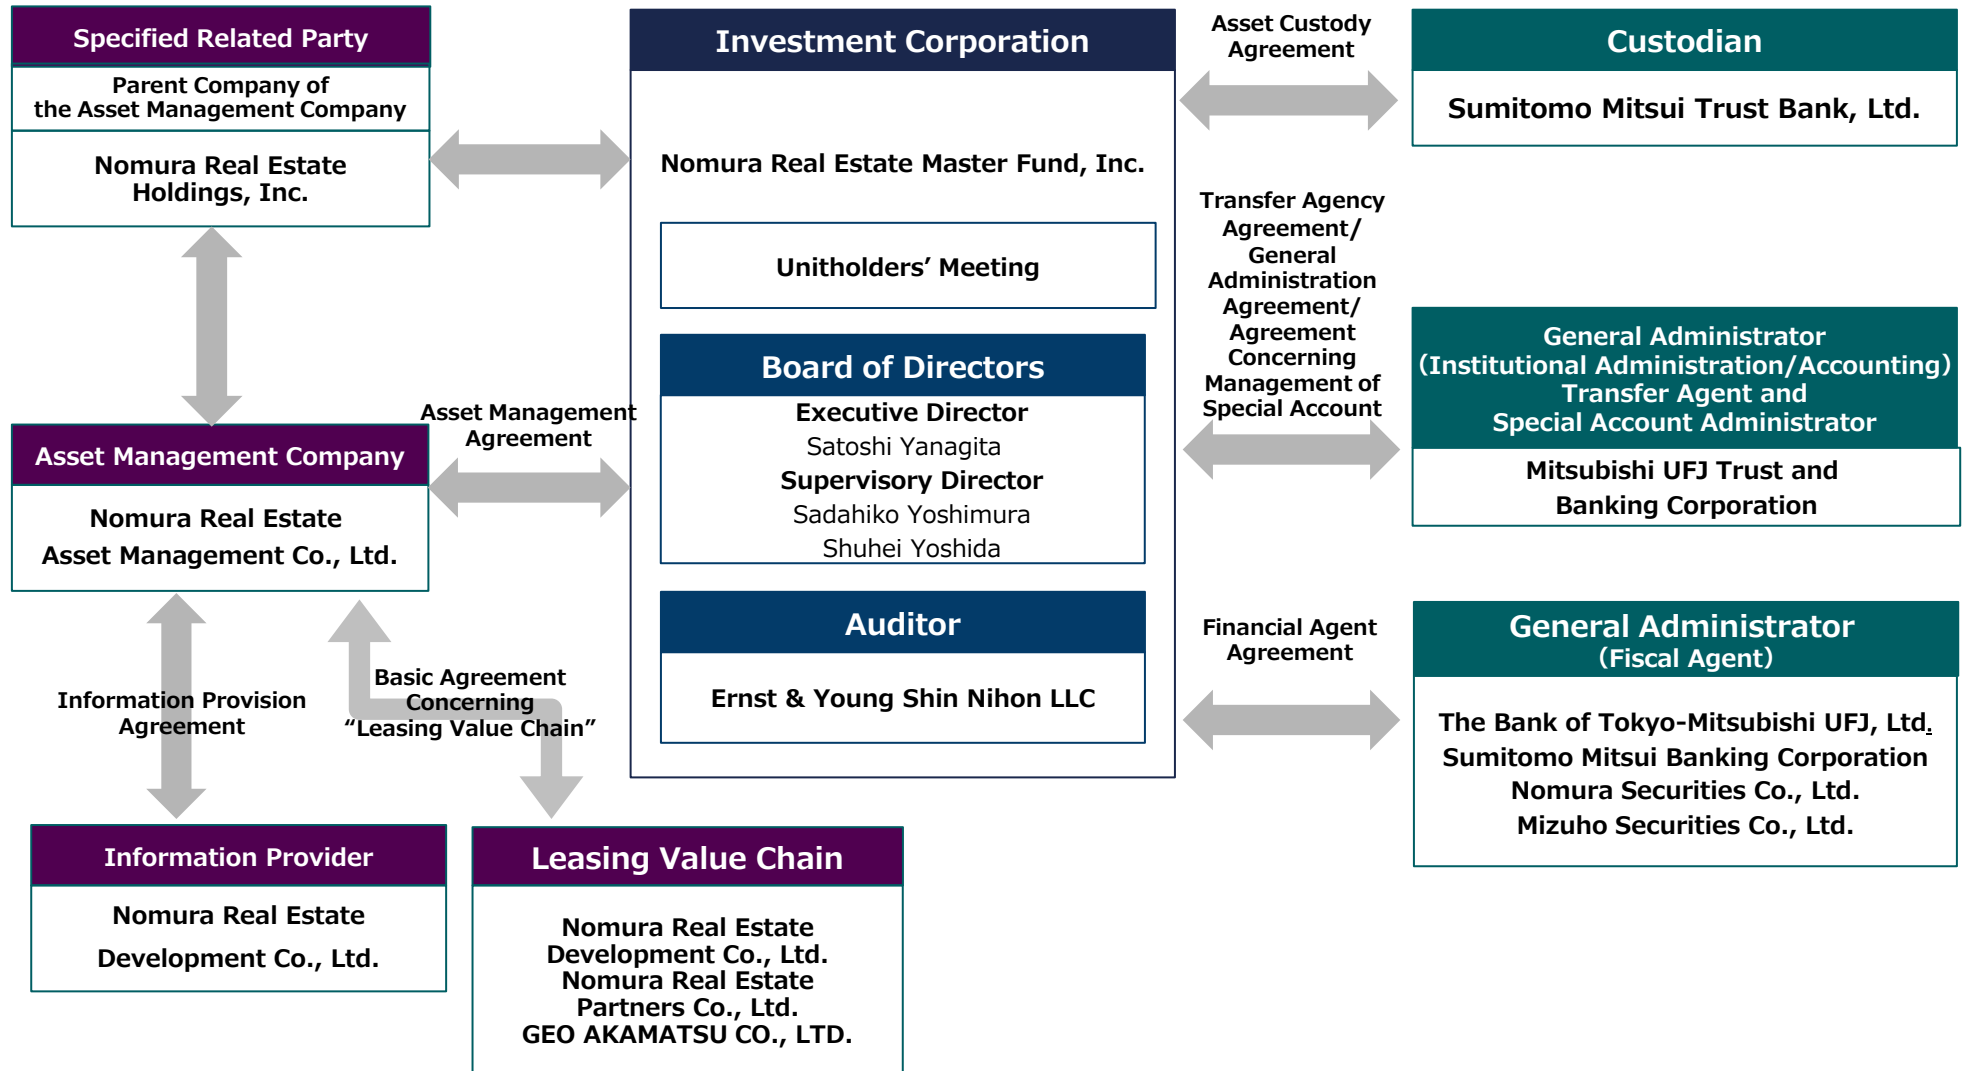 Specified Related Party
Parent Company of
the Asset Management Company
Nomura Real Estate
Holdings, Inc.
Asset Management Company
Nomura Real Estate
Asset Management Co., Ltd.
Asset Management
Agreement
Information Provision
Agreement
Basic Agreement
Concerning
“Leasing Value Chain”
Information Provider
Nomura Real Estate
Development Co., Ltd.
Leasing Value Chain
Nomura Real Estate
Development Co., Ltd.
Nomura Real Estate
Partners Co., Ltd.
GEO AKAMATSU CO., LTD.
Investment Corporation
Nomura Real Estate Master Fund, Inc.
Unitholders’ Meeting
Board of Directors
Executive Director
Satoshi Yanagita
Supervisory Director
Sadahiko Yoshimura
Shuhei Yoshida
Auditor
Ernst & Young Shin Nihon LLC
Asset Custody
Agreement
Transfer Agency
Agreement/
General
Administration
Agreement/
Agreement
Concerning
Management of
Special Account
Financial Agent
Agreement
Custodian
Sumitomo Mitsui Trust Bank, Ltd.
General Administrator
（Institutional Administration/Accounting）
Transfer Agent and
Special Account Administrator
Mitsubishi UFJ Trust and
Banking Corporation
General Administrator
（Fiscal Agent）
The Bank of Tokyo-Mitsubishi UFJ, Ltd.
Sumitomo Mitsui Banking Corporation
Nomura Securities Co., Ltd.
Mizuho Securities Co., Ltd.